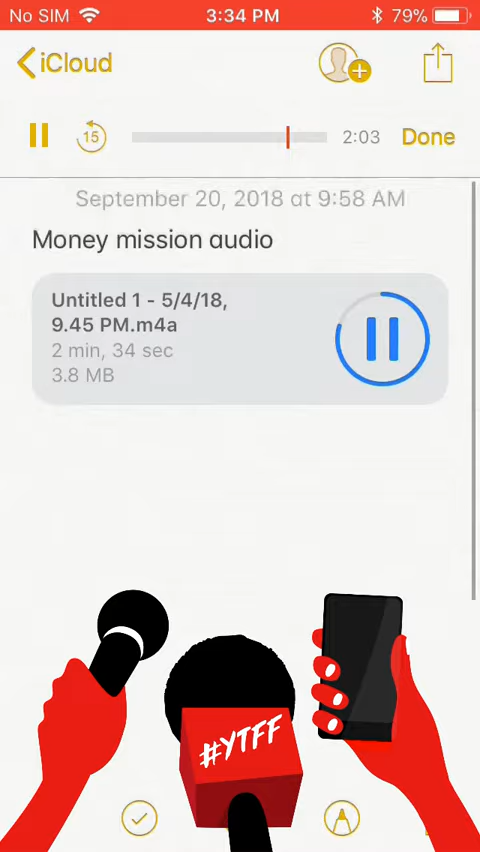 No SIM 3:34 PM 79%
iCloud
15 2:03 Done
September 20, 2018 at 9:58 AM
Money mission audio
Untitled 1 - 5/4/18,
9.45 PM.m4a
2 min, 34 sec
3.8 MB
#YTFF